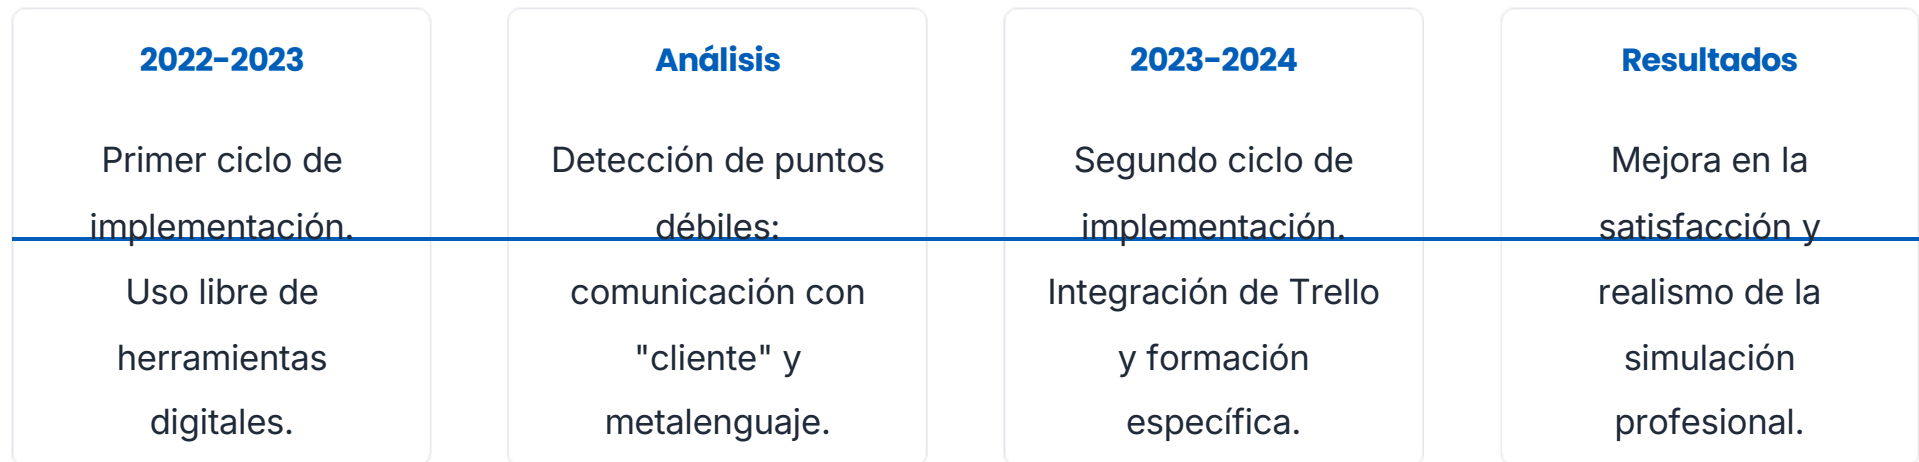 2022-2023
Primer ciclo de
implementación.
Uso libre de
herramientas
digitales.
Análisis
Detección de puntos
débiles:
comunicación con
"cliente" y
metalenguaje.
2023-2024
Segundo ciclo de
implementación.
Integración de Trello
y formación
específica.
Resultados
Mejora en la
satisfacción y
realismo de la
simulación
profesional.